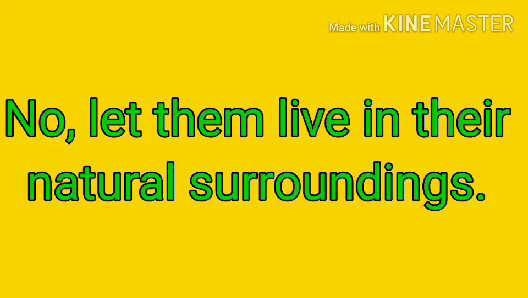 Made with KINEMASTER
No, let them live in their
natural surroundings.